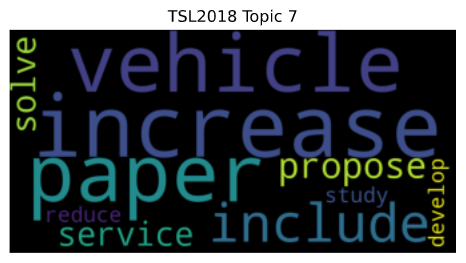 TSL2018 Topic 7
solve
vehicle
increase
paper
propose
study
develop
reduce
service
include